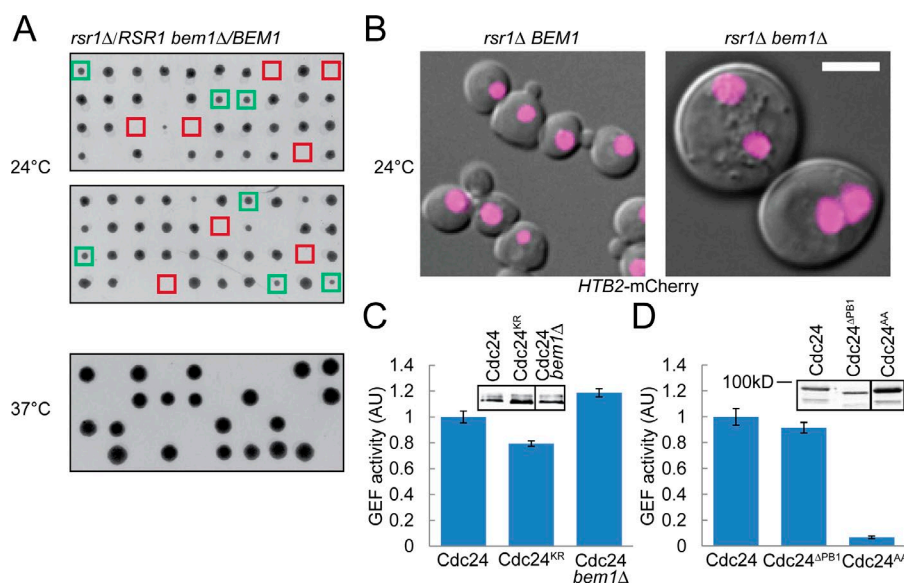 A
rsr1Δ/RSR1 bem1Δ/BEM1
24°C
37°C
B
rsr1Δ BEM1
rsr1Δ bem1Δ
24°C
HTB2-mCherry
C
Cdc24
Cdc24KR
Cdc24
bem1Δ
GEF activity (AU)
1.4
1.2
1
0.8
0.6
0.4
0.2
0
Cdc24
Cdc24KR
Cdc24
bem1Δ
D
Cdc24
Cdc24ΔPB1
Cdc24AA
100kD
GEF activity (AU)
1.4
1.2
1
0.8
0.6
0.4
0.2
0
Cdc24
Cdc24ΔPB1
Cdc24AA